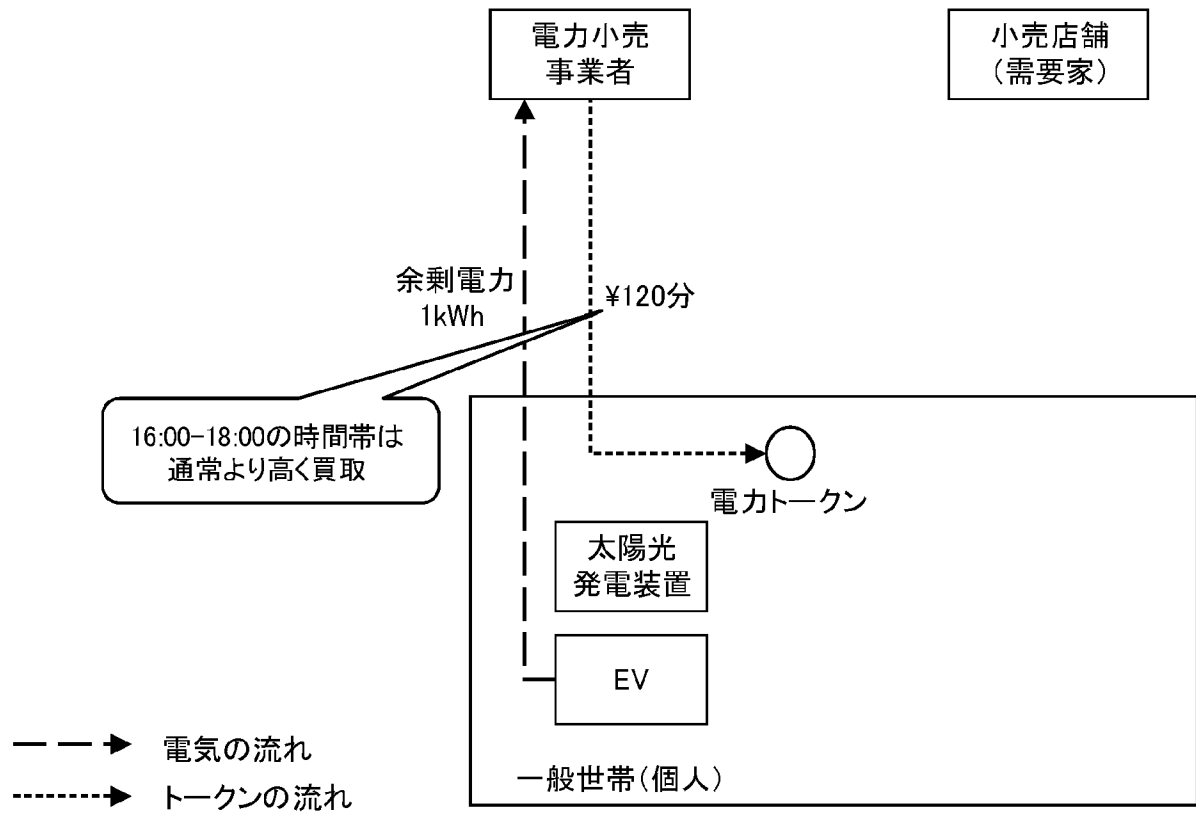 電力小売
事業者
小売店舗
（需要家）
余剰電力
1kWh
¥120分
16:00-18:00の時間帯は
通常より高く買取
電力トークン
太陽光
発電装置
EV
一般世帯（個人）
電気の流れ
トークンの流れ